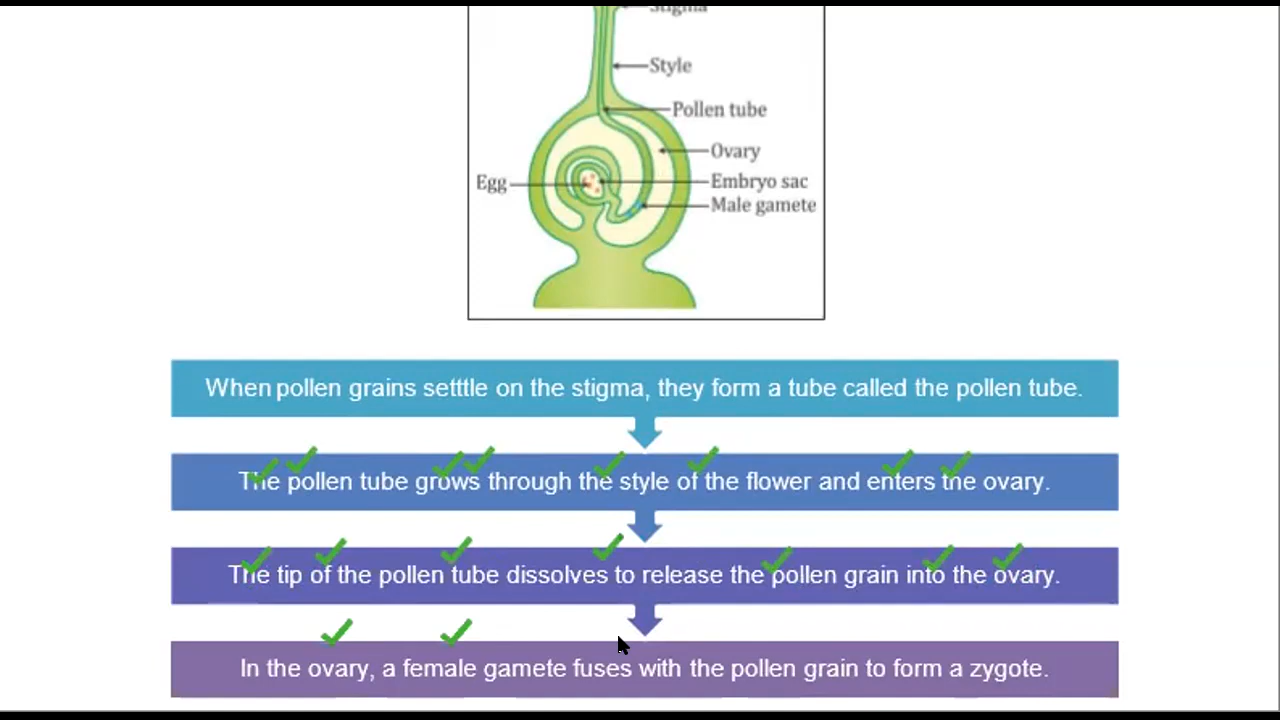 Stigma
Style
Pollen tube
Ovary
Egg
Embryo sac
Male gamete
When pollen grains setttle on the stigma, they form a tube called the pollen tube.
The pollen tube grows through the style of the flower and enters the ovary.
The tip of the pollen tube dissolves to release the pollen grain into the ovary.
In the ovary, a female gamete fuses with the pollen grain to form a zygote.